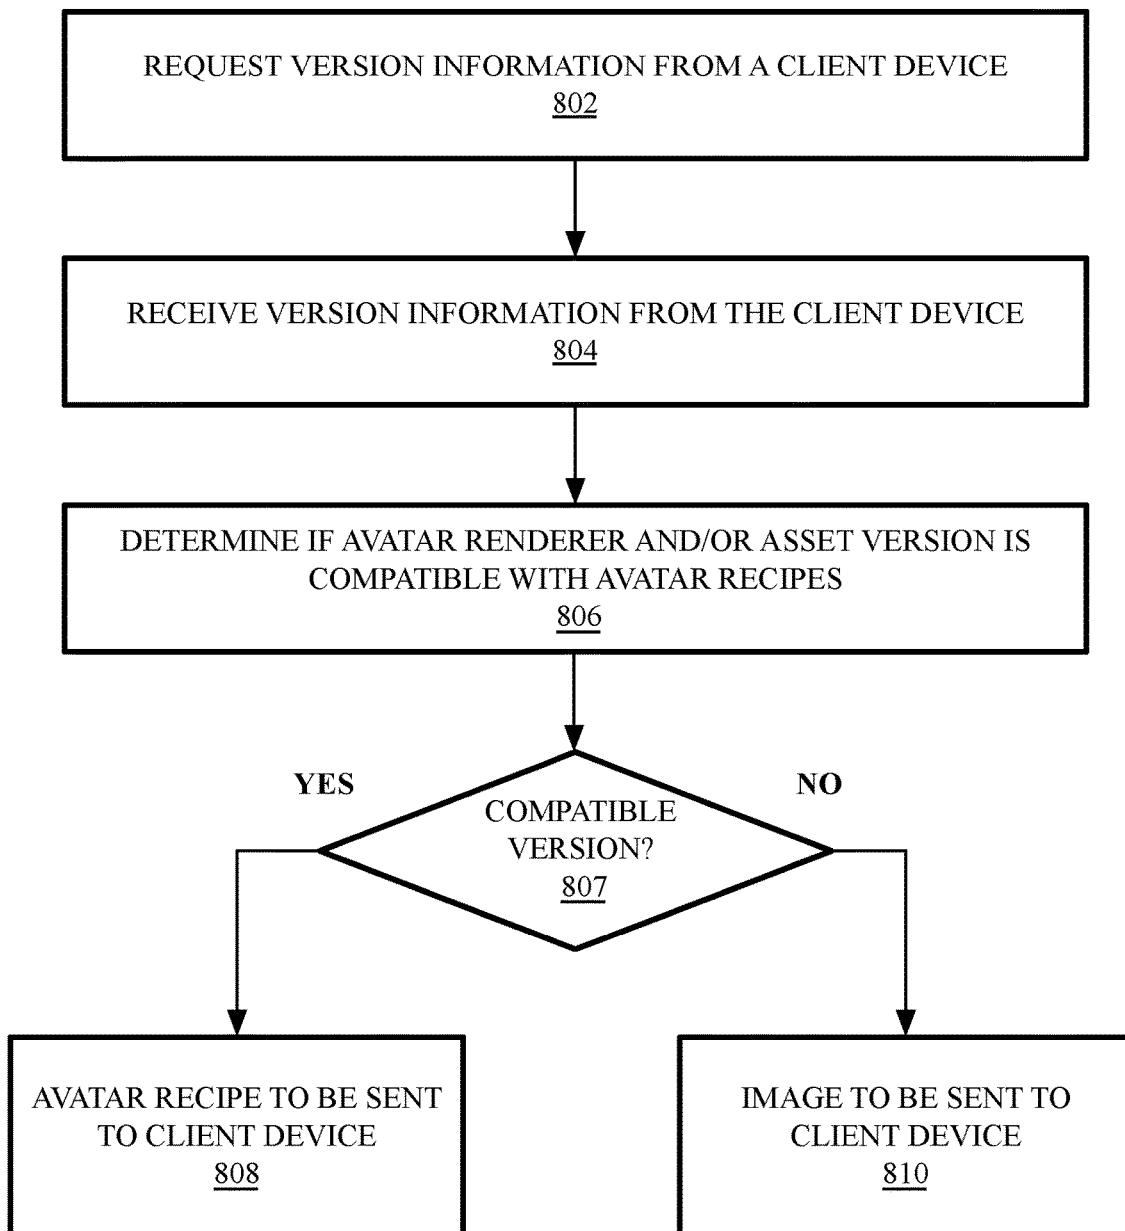 REQUEST VERSION INFORMATION FROM A CLIENT DEVICE
802
RECEIVE VERSION INFORMATION FROM THE CLIENT DEVICE
804
DETERMINE IF AVATAR RENDERER AND/OR ASSET VERSION IS
COMPATIBLE WITH AVATAR RECIPES
806
YES
NO
COMPATIBLE
VERSION?
807
AVATAR RECIPE TO BE SENT
TO CLIENT DEVICE
808
IMAGE TO BE SENT TO
CLIENT DEVICE
810